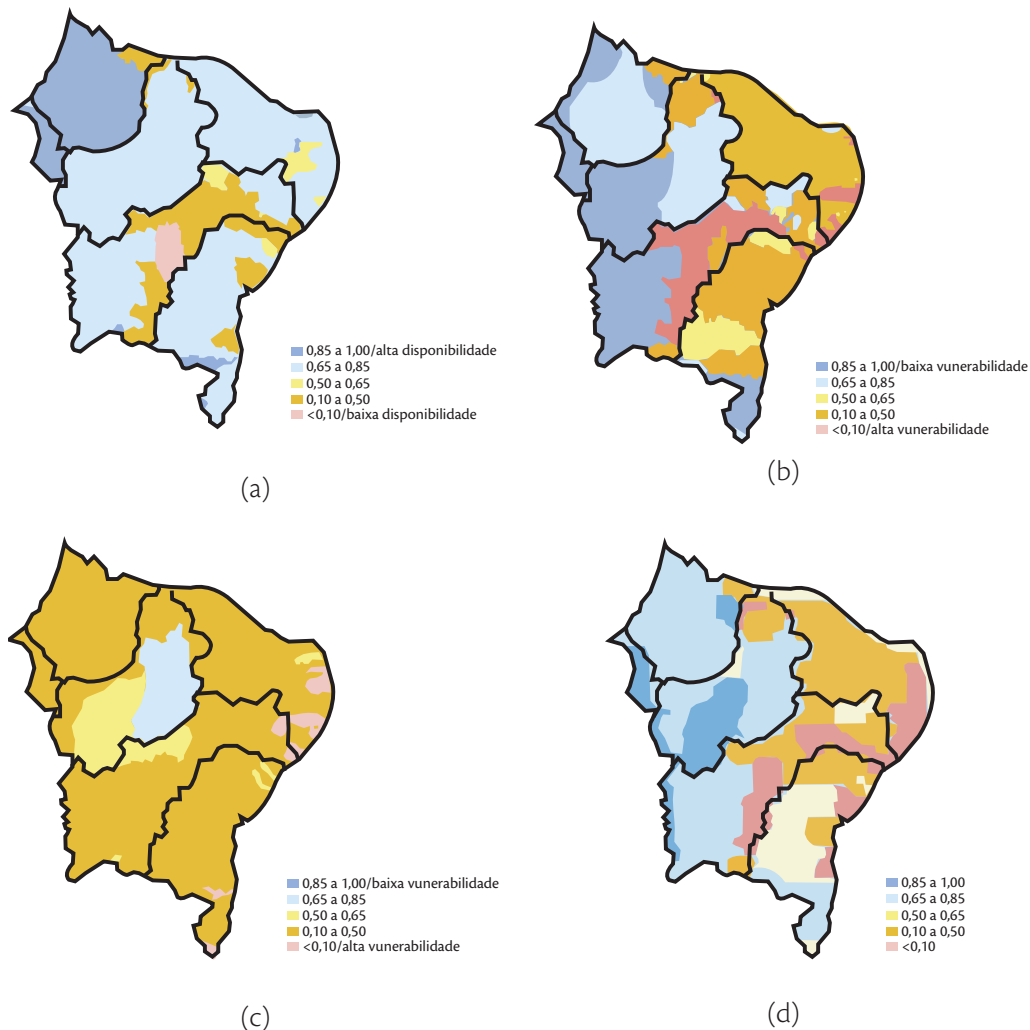 0,85 a 1,00/alta disponibilidade
0,65 a 0,85
0,50 a 0,65
0,10 a 0,50
<0,10/baixa disponibilidade
(a)
0,85 a 1,00/baixa vunerabilidade
0,65 a 0,85
0,50 a 0,65
0,10 a 0,50
<0,10/alta vunerabilidade
(b)
0,85 a 1,00/baixa vunerabilidade
0,65 a 0,85
0,50 a 0,65
0,10 a 0,50
<0,10/alta vunerabilidade
(c)
0,85 a 1,00
0,65 a 0,85
0,50 a 0,65
0,10 a 0,50
<0,10
(d)